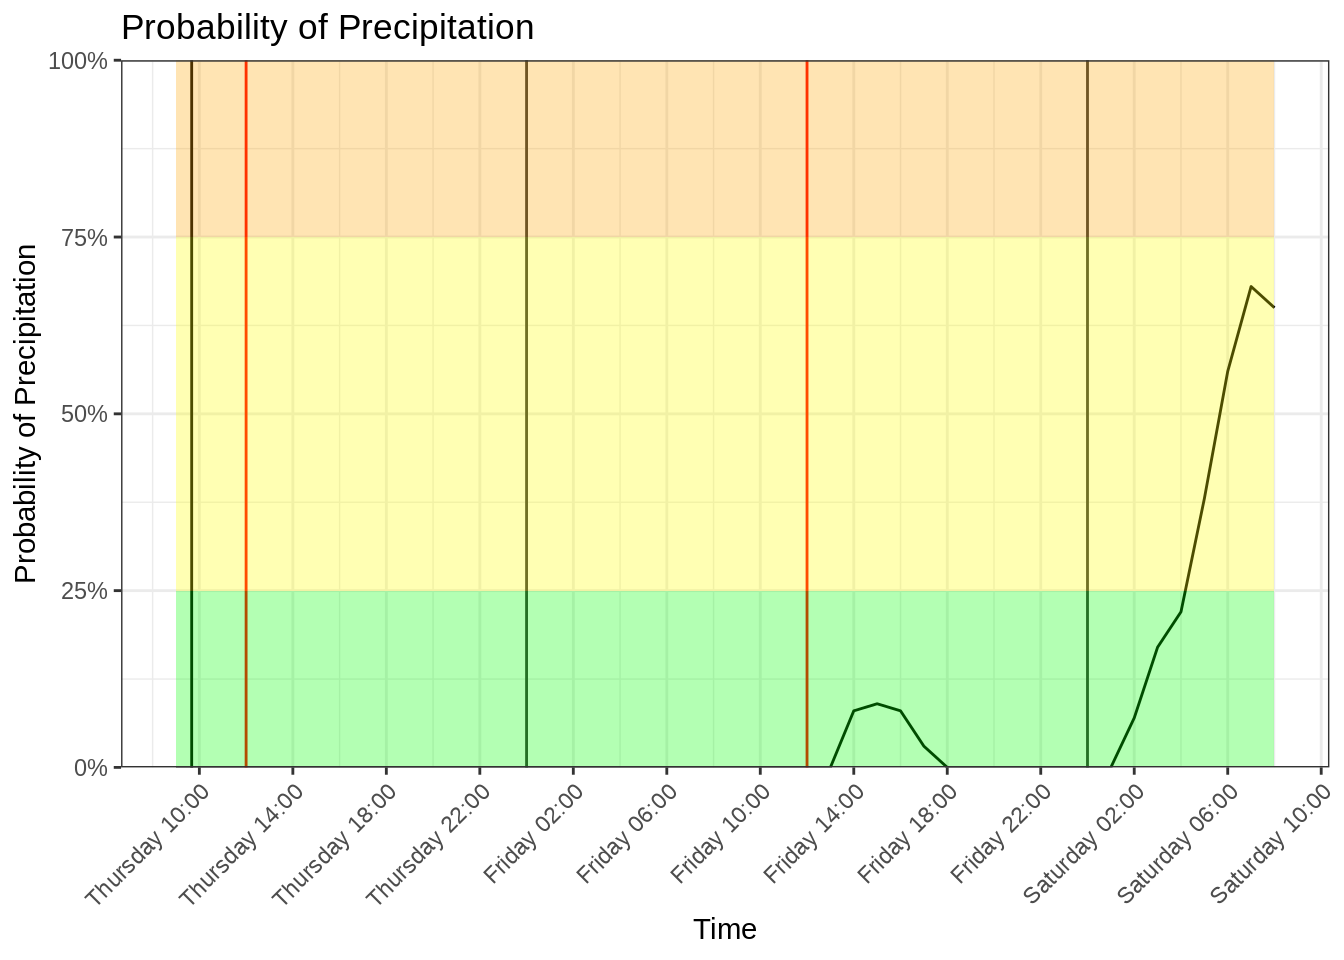 Probability of Precipitation
Probability of Precipitation
100%
75%
50%
25%
0%
Thursday 10:00
Thursday 14:00
Thursday 18:00
Thursday 22:00
Friday 02:00
Friday 06:00
Friday 10:00
Friday 14:00
Friday 18:00
Friday 22:00
Saturday 02:00
Saturday 06:00
Saturday 10:00
Time